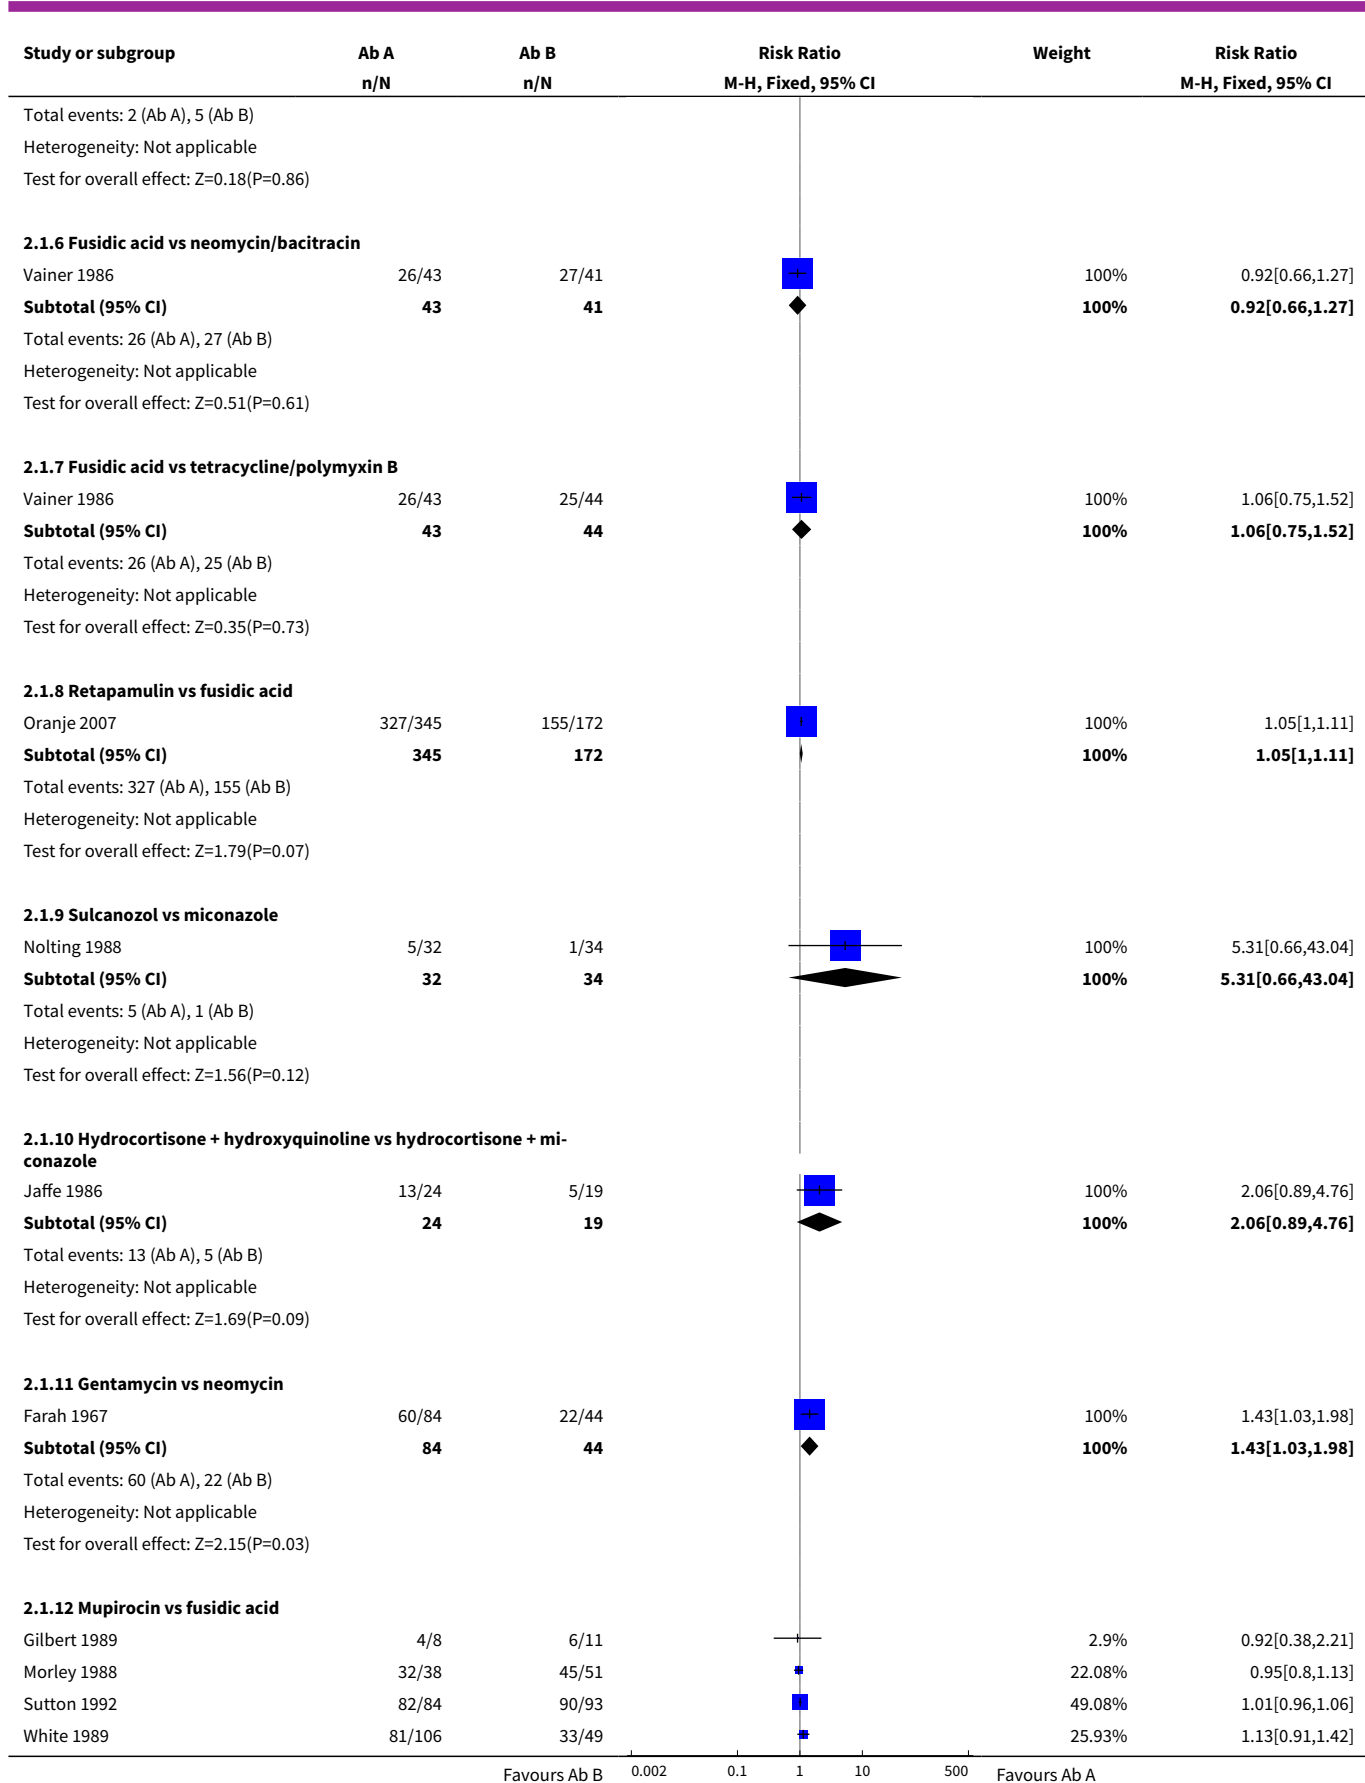 Study or subgroup Ab A Ab B Risk Ratio Weight Risk Ratio
n/N n/N M-H, Fixed, 95% CI M-H, Fixed, 95% CI
Total events: 2 (Ab A), 5 (Ab B)
Heterogeneity: Not applicable
Test for overall effect: Z=0.18(P=0.86)
2.1.6 Fusidic acid vs neomycin/bacitracin
Vainer 1986 26/43 27/41 100% 0.92[0.66,1.27]
Subtotal (95% CI) 43 41 100% 0.92[0.66,1.27]
Total events: 26 (Ab A), 27 (Ab B)
Heterogeneity: Not applicable
Test for overall effect: Z=0.51(P=0.61)
2.1.7 Fusidic acid vs tetracycline/polymyxin B
Vainer 1986 26/43 25/44 100% 1.06[0.75,1.52]
Subtotal (95% CI) 43 44 100% 1.06[0.75,1.52]
Total events: 26 (Ab A), 25 (Ab B)
Heterogeneity: Not applicable
Test for overall effect: Z=0.35(P=0.73)
2.1.8 Retapamulin vs fusidic acid
Oranje 2007 327/345 155/172 100% 1.05[1,1.11]
Subtotal (95% CI) 345 172 100% 1.05[1,1.11]
Total events: 327 (Ab A), 155 (Ab B)
Heterogeneity: Not applicable
Test for overall effect: Z=1.79(P=0.07)
2.1.9 Sulcanozol vs miconazole
Nolting 1988 5/32 1/34 100% 5.31[0.66,43.04]
Subtotal (95% CI) 32 34 100% 5.31[0.66,43.04]
Total events: 5 (Ab A), 1 (Ab B)
Heterogeneity: Not applicable
Test for overall effect: Z=1.56(P=0.12)
2.1.10 Hydrocortisone + hydroxyquinoline vs hydrocortisone + mi-
conazole
Jaffe 1986 13/24 5/19 100% 2.06[0.89,4.76]
Subtotal (95% CI) 24 19 100% 2.06[0.89,4.76]
Total events: 13 (Ab A), 5 (Ab B)
Heterogeneity: Not applicable
Test for overall effect: Z=1.69(P=0.09)
2.1.11 Gentamycin vs neomycin
Farah 1967 60/84 22/44 100% 1.43[1.03,1.98]
Subtotal (95% CI) 84 44 100% 1.43[1.03,1.98]
Total events: 60 (Ab A), 22 (Ab B)
Heterogeneity: Not applicable
Test for overall effect: Z=2.15(P=0.03)
2.1.12 Mupirocin vs fusidic acid
Gilbert 1989 4/8 6/11 2.9% 0.92[0.38,2.21]
Morley 1988 32/38 45/51 22.08% 0.95[0.8,1.13]
Sutton 1992 82/84 90/93 49.08% 1.01[0.96,1.06]
White 1989 81/106 33/49 25.93% 1.13[0.91,1.42]
Favours Ab B 0.002 0.1 1 10 500 Favours Ab A